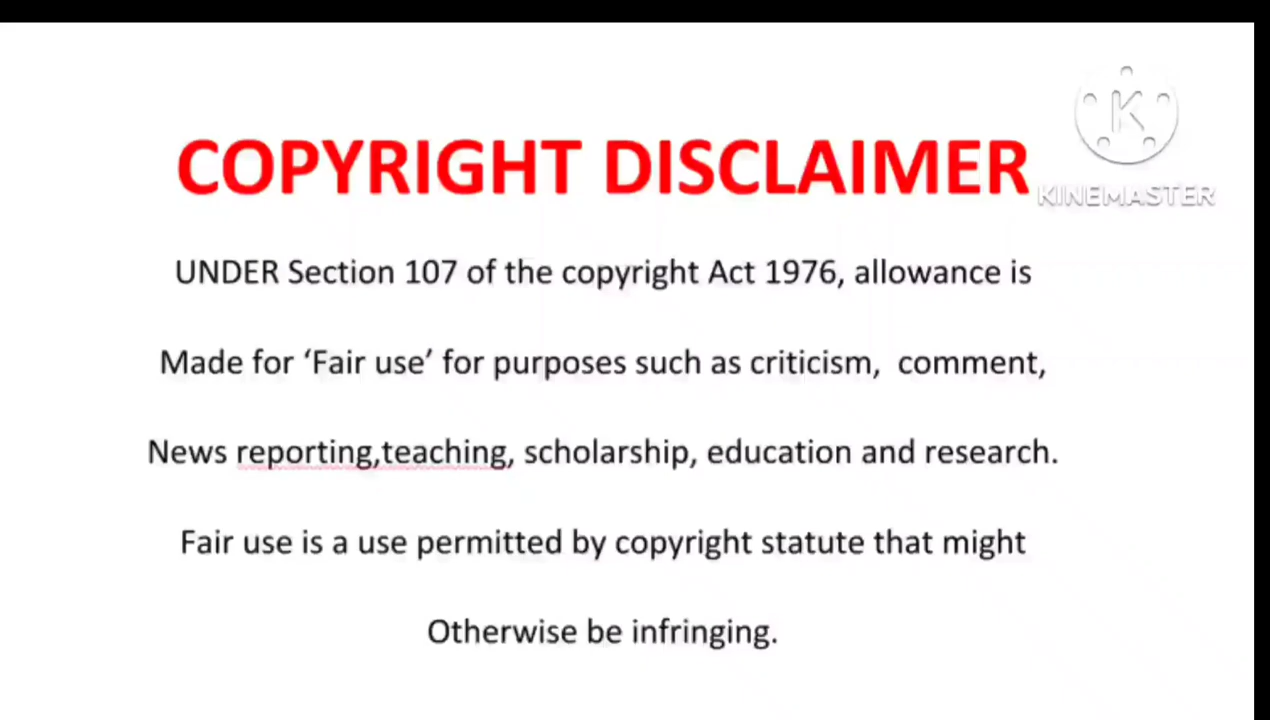 COPYRIGHT DISCLAIMER
KINEMASTER
UNDER Section 107 of the copyright Act 1976, allowance is
Made for ‘Fair use’ for purposes such as criticism,  comment,
News reporting,teaching, scholarship, education and research.
Fair use is a use permitted by copyright statute that might
Otherwise be infringing.